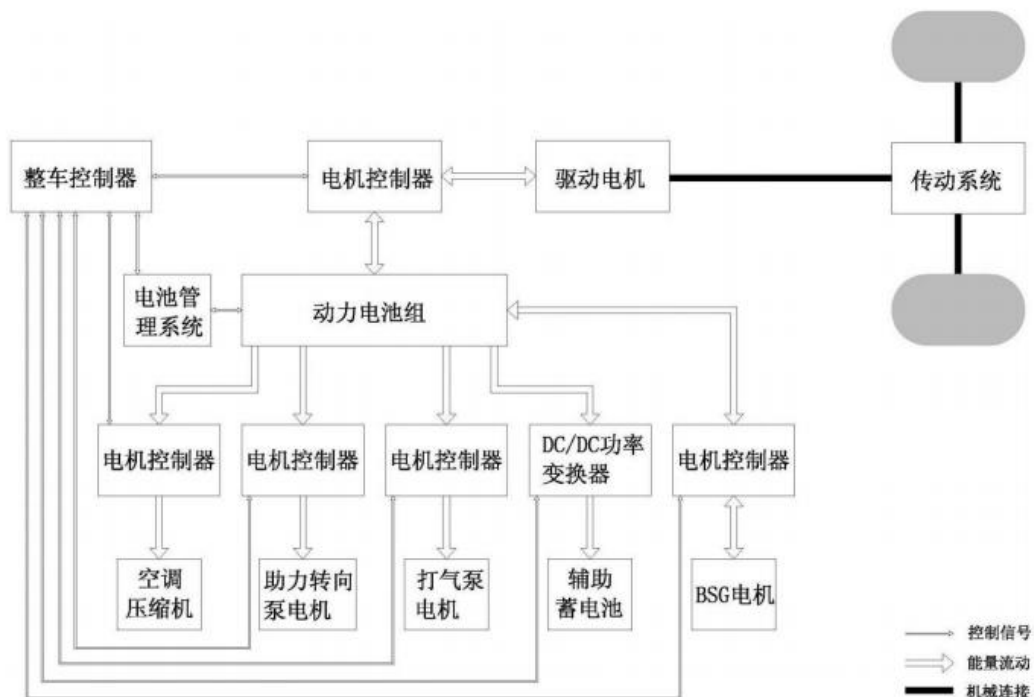 整车控制器
电机控制器
驱动电机
传动系统
电池管
理系统
动力电池组
电机控制器
电机控制器
电机控制器
DC/DC功率
变换器
电机控制器
空调
压缩机
助力转向
泵电机
打气泵
电机
辅助
蓄电池
BSG电机
控制信号
能量流动
机械连接